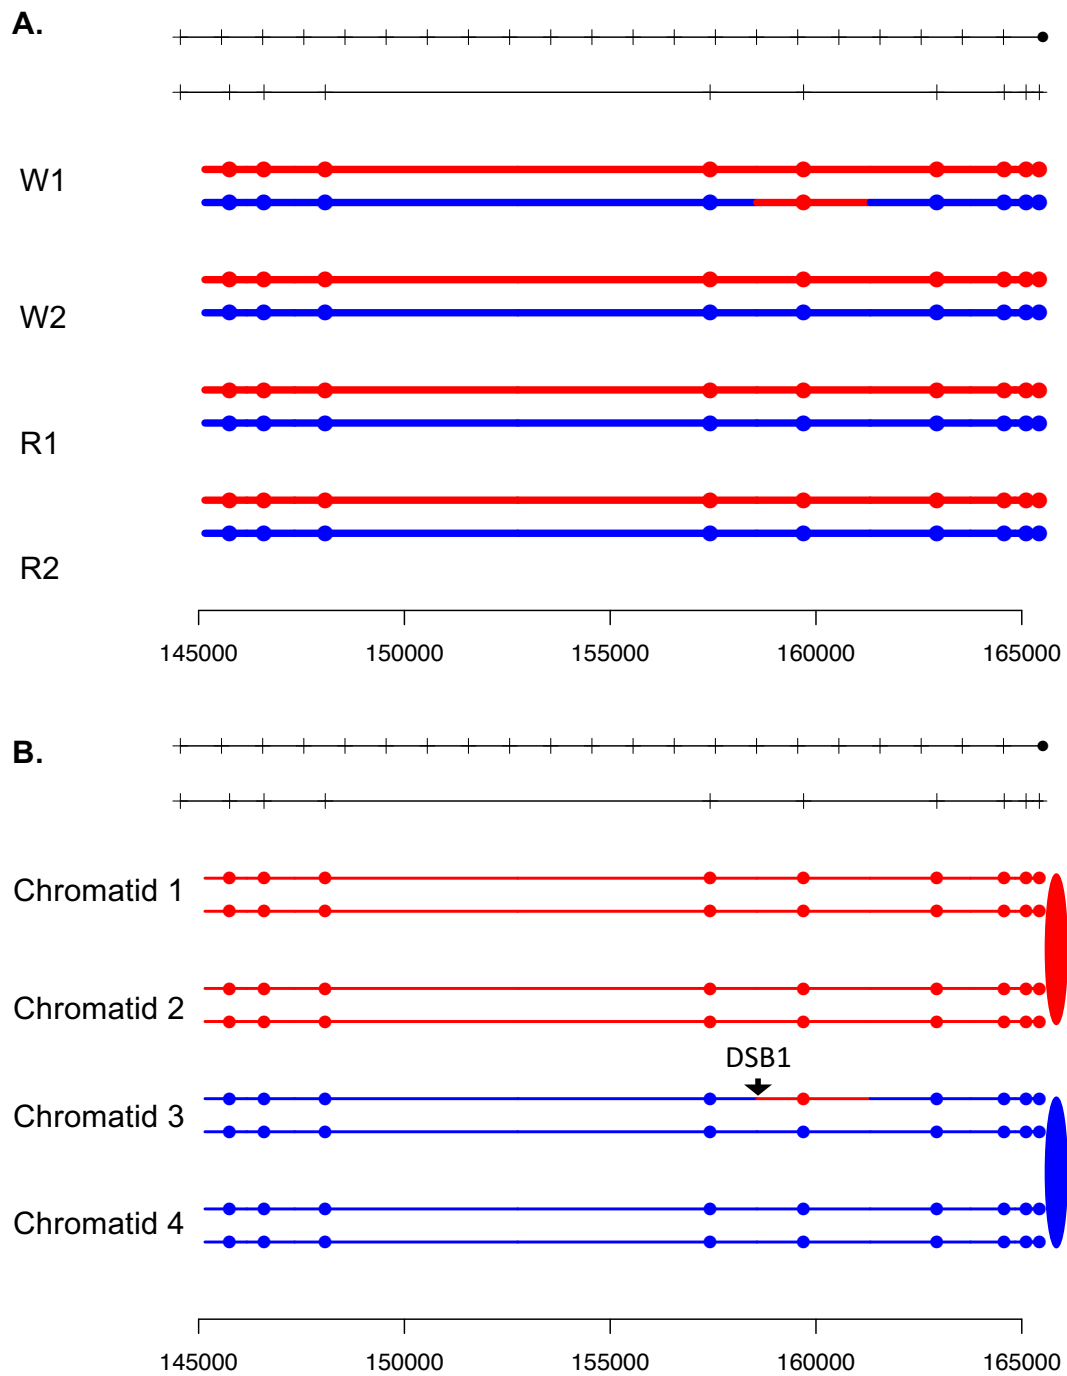 A.
W1
W2
R1
R2
145000 150000 155000 160000 165000
B.
Chromatid 1
Chromatid 2
DSB1
Chromatid 3
Chromatid 4
145000 150000 155000 160000 165000